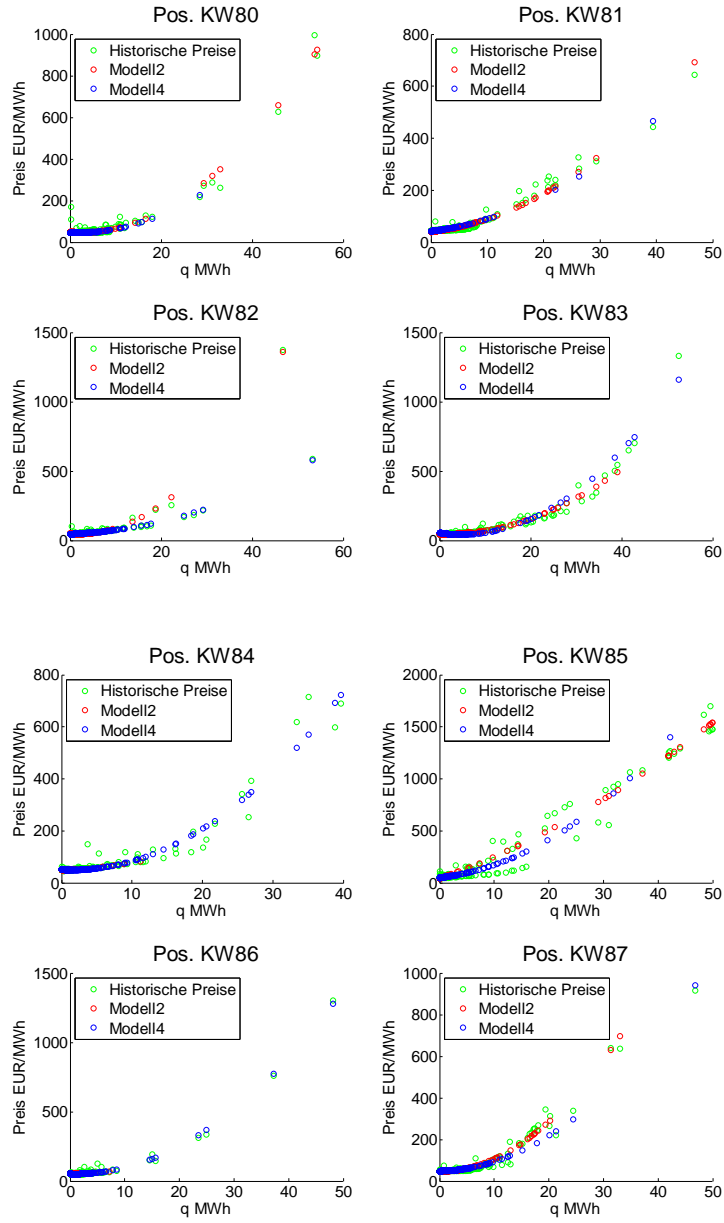 Pos. KW80
Pos. KW81
Preis EUR/MWh
1000
800
600
400
200
0
Historische Preise
Modell2
Modell4
0 10 20 30 40 50 60
q MWh
Preis EUR/MWh
800
600
400
200
0
Historische Preise
Modell2
Modell4
0 10 20 30 40 50
q MWh
Pos. KW82
Pos. KW83
Preis EUR/MWh
1500
1000
500
0
Historische Preise
Modell2
Modell4
0 20 40 60
q MWh
Preis EUR/MWh
1500
1000
500
0
Historische Preise
Modell2
Modell4
0 20 40 60
q MWh
Pos. KW84
Pos. KW85
Preis EUR/MWh
800
600
400
200
0
Historische Preise
Modell2
Modell4
0 10 20 30 40
q MWh
Preis EUR/MWh
2000
1500
1000
500
0
Historische Preise
Modell2
Modell4
0 10 20 30 40 50
q MWh
Pos. KW86
Pos. KW87
Preis EUR/MWh
1500
1000
500
0
Historische Preise
Modell2
Modell4
0 10 20 30 40 50
q MWh
Preis EUR/MWh
1000
800
600
400
200
0
Historische Preise
Modell2
Modell4
0 10 20 30 40 50
q MWh